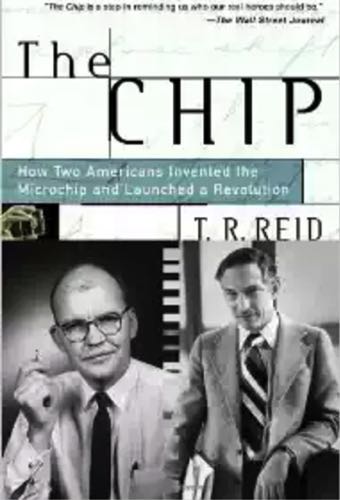 "The Chip is a step in reminding us who our real heroes should be."
—The Wall Street Journal
The
CHIP
How Two Americans Invented the
Microchip and Launched a Revolution
T. R. REID